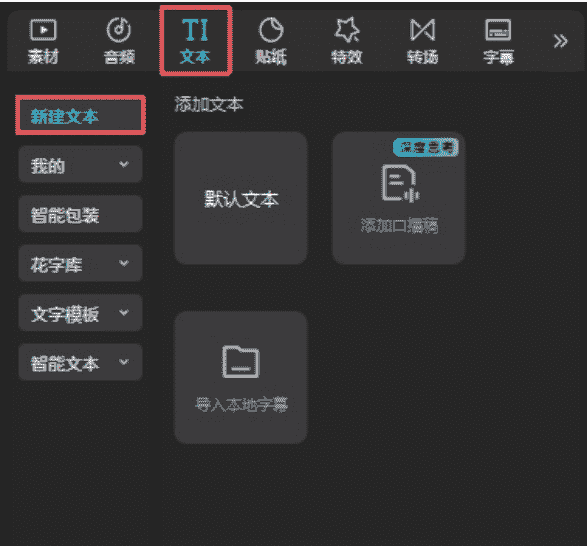 素材 音频 文本 贴纸 特效 转场 字幕
新建文本
添加文本
我的
默认文本
添加口播稿
智能包装
花字库
文字模板
智能文本
导入本地字幕